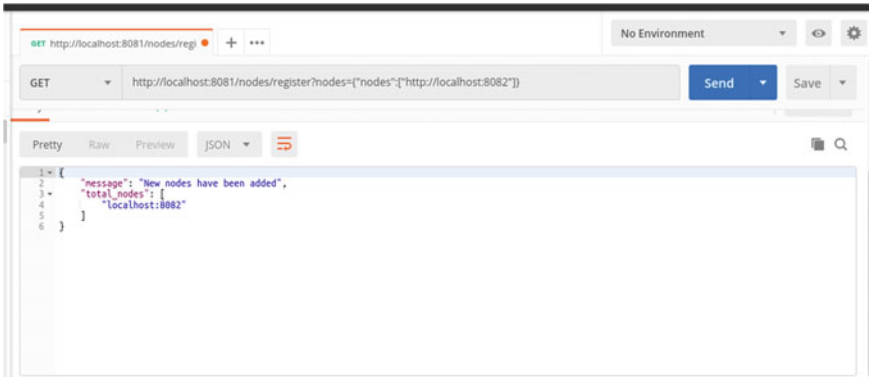 GET http://localhost:8081/nodes/regi
No Environment
GET http://localhost:8081/nodes/register?nodes={"nodes":["http://localhost:8082"]} Send Save
Pretty Raw Preview JSON
1 {
2 "message": "New nodes have been added",
3 "total_nodes": [
4 "localhost:8082"
5 ]
6 }